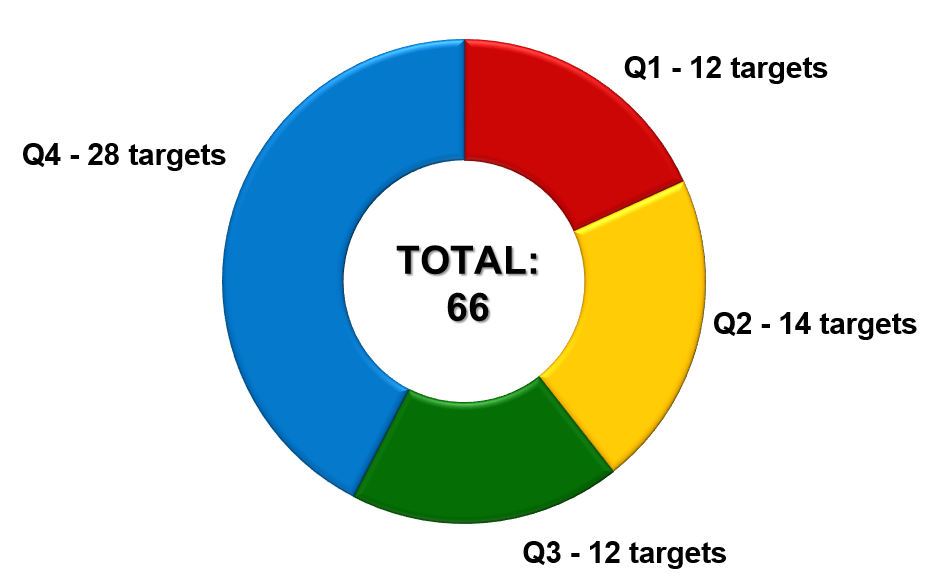 Q1 - 12 targets
Q4 - 28 targets
TOTAL:
66
Q2 - 14 targets
Q3 - 12 targets